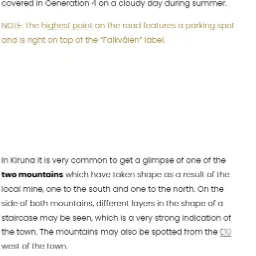 covered in Generation 4 on a cloudy day during summer.
NOTE: The highest point on the road features a parking spot
and is right on top of the “Falkvålen” label.
In Kiruna it is very common to get a glimpse of one of the
two mountains which have taken shape as a result of the
local mine, one to the south and one to the north. On the
side of both mountains, different layers in the shape of a
staircase may be seen, which is a very strong indication of
the town. The mountains may also be spotted from the E10
west of the town.